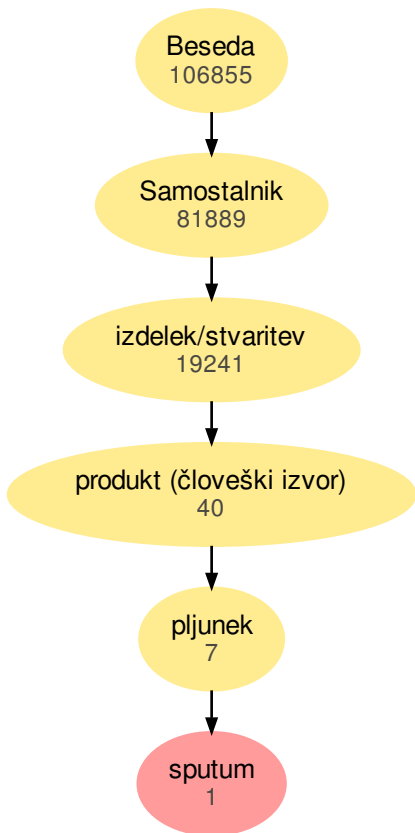 Beseda
106855
Samostalnik
81889
izdelek/stvaritev
19241
produkt (človeški izvor)
40
pljunek
7
sputum
1